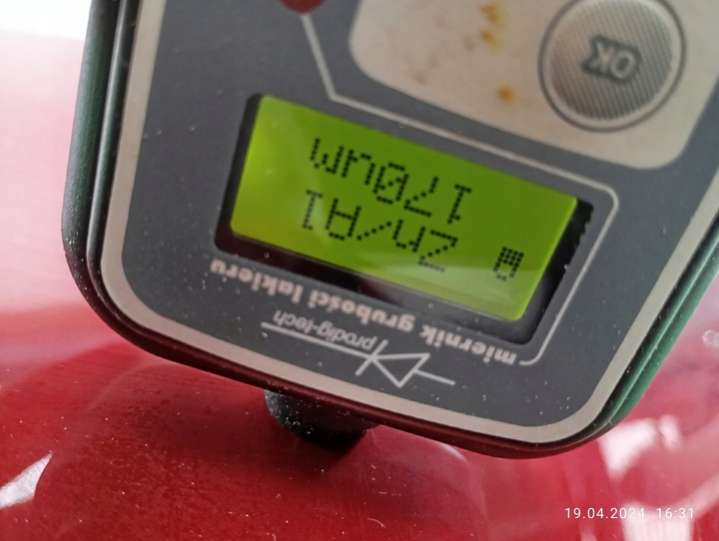 prodig-tech
miernik grubości lakieru
Zn/Al
170um
OK
19.04.2024 16:31